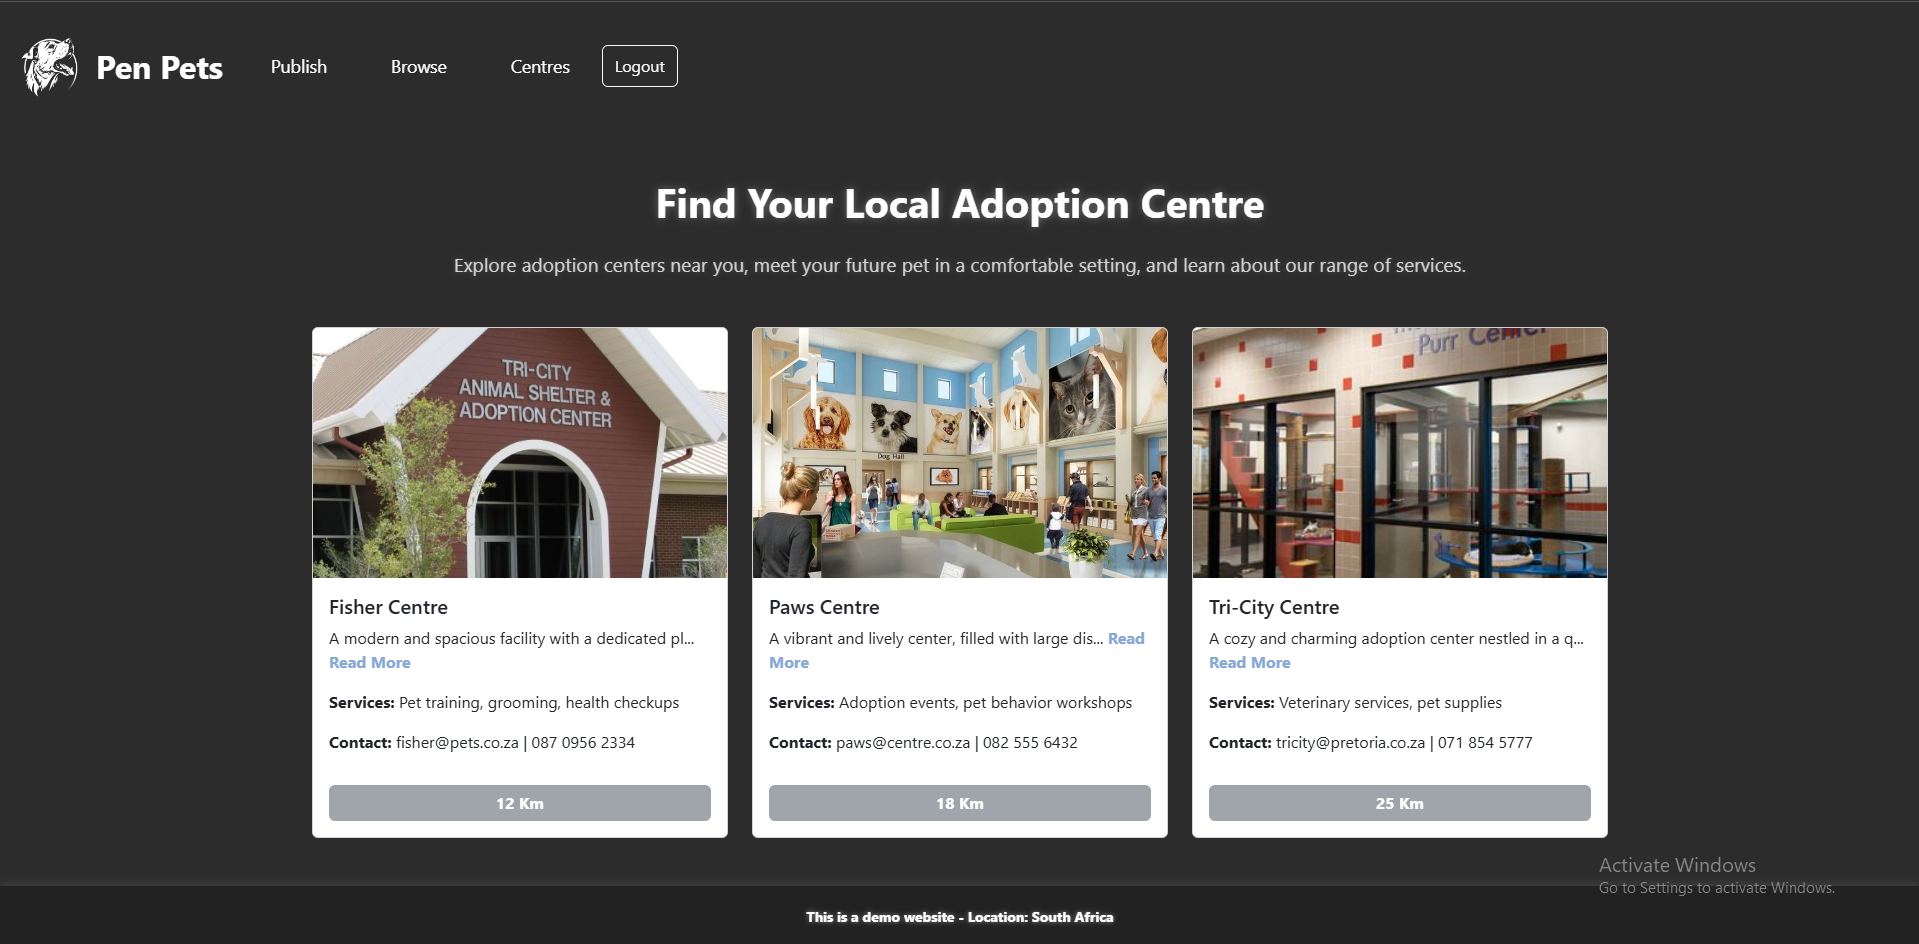 Pen Pets
Publish
Browse
Centres
Logout
Find Your Local Adoption Centre
Explore adoption centers near you, meet your future pet in a comfortable setting, and learn about our range of services.
TRI-CITY
ANIMAL SHELTER &
ADOPTION CENTER
Fisher Centre
A modern and spacious facility with a dedicated pl...
Read More
Services: Pet training, grooming, health checkups
Contact: fisher@pets.co.za | 087 0956 2334
12 Km
Dog Hall
Paws Centre
A vibrant and lively center, filled with large dis... Read
More
Services: Adoption events, pet behavior workshops
Contact: paws@centre.co.za | 082 555 6432
18 Km
Purr Center
Tri-City Centre
A cozy and charming adoption center nestled in a q...
Read More
Services: Veterinary services, pet supplies
Contact: tricity@pretoria.co.za | 071 854 5777
25 Km
Activate Windows
Go to Settings to activate Windows.
This is a demo website - Location: South Africa